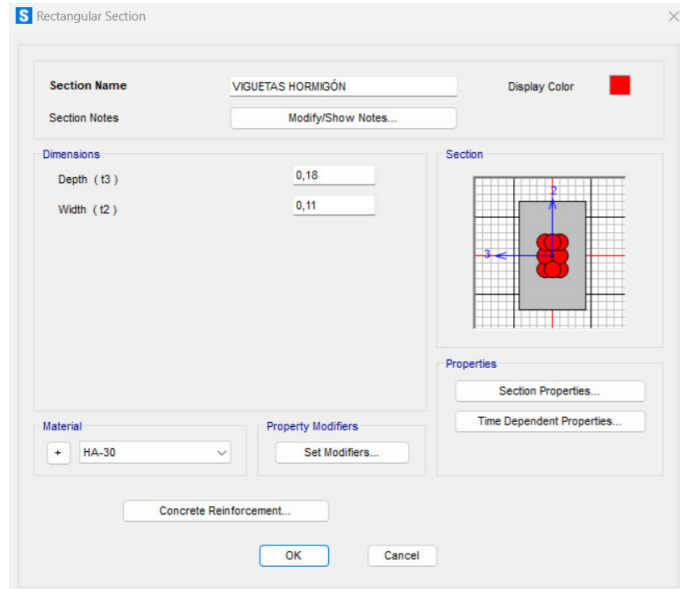 S Rectangular Section
Section Name VIGUETAS HORMIGÓN Display Color
Section Notes Modify/Show Notes...
Dimensions
Depth ( t3 ) 0,18
Width ( t2 ) 0,11
Section
2
3
Properties
Section Properties...
Time Dependent Properties...
Material
+ HA-30
Property Modifiers
Set Modifiers...
Concrete Reinforcement...
OK Cancel